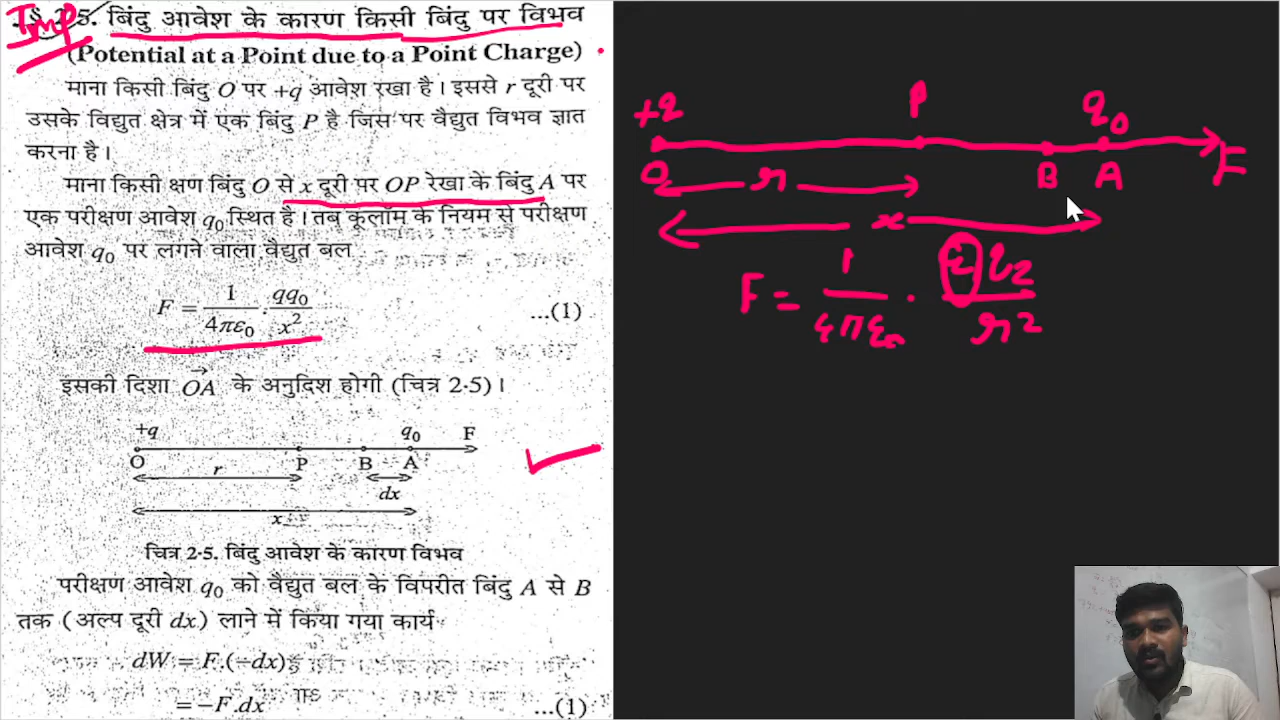 Imp
§ 2.5. बिंदु आवेश के कारण किसी बिंदु पर विभव
(Potential at a Point due to a Point Charge)
माना किसी बिंदु O पर +q आवेश रखा है। इससे r दूरी पर
उसके विद्युत क्षेत्र में एक बिंदु P है जिस पर वैद्युत विभव ज्ञात
करना है।
माना किसी क्षण बिंदु O से x दूरी पर OP रेखा के बिंदु A पर
एक परीक्षण आवेश q₀ स्थित है। तब कूलॉम के नियम से परीक्षण
आवेश q₀ पर लगने वाला वैद्युत बल
F = 1/4πε₀ . qq₀/x² ...(1)
इसकी दिशा OA→ के अनुदिश होगी (चित्र 2·5)।
+q q₀ F
O r P B A
dx
x
चित्र 2·5. बिंदु आवेश के कारण विभव
परीक्षण आवेश q₀ को वैद्युत बल के विपरीत बिंदु A से B
तक (अल्प दूरी dx) लाने में किया गया कार्य
dW = F.(−dx)
= −F.dx ...(1)
+q P q₀
O B A F
r
x
F = 1/4πε₀ . q₂/r²